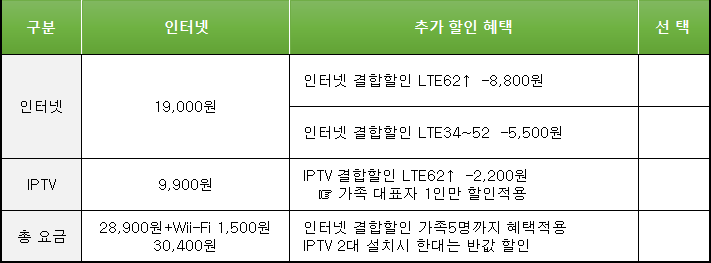 구분
인터넷
추가 할인 혜택
선 택
인터넷
19,000원
인터넷 결합할인 LTE62↑ -8,800원
인터넷 결합할인 LTE34~52 -5,500원
IPTV
9,900원
IPTV 결합할인 LTE62↑ -2,200원
☞ 가족 대표자 1인만 할인적용
총 요금
28,900원+Wii-Fi 1,500원
30,400원
인터넷 결합할인 가족5명까지 혜택적용
IPTV 2대 설치시 한대는 반값 할인